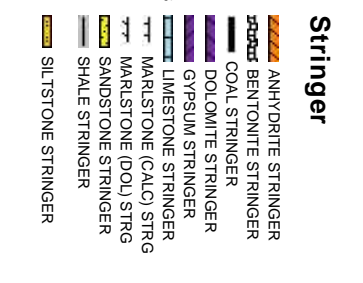 Stringer
ANHYDRITE STRINGER
BENTONITE STRINGER
COAL STRINGER
DOLOMITE STRINGER
GYPSUM STRINGER
LIMESTONE STRINGER
MARLSTONE (CALC) STRG
MARLSTONE (DOL) STRG
SANDSTONE STRINGER
SHALE STRINGER
SILTSTONE STRINGER